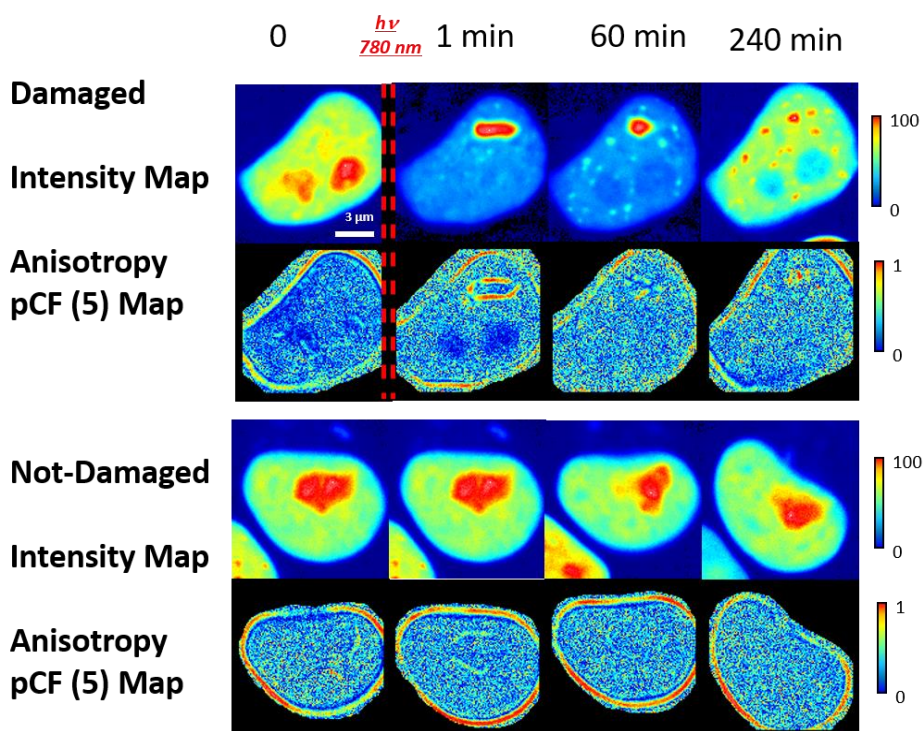 0 hν 780 nm 1 min 60 min 240 min
Damaged
100
Intensity Map
0
3 µm
Anisotropy
pCF (5) Map
1
0
Not-Damaged
100
Intensity Map
0
Anisotropy
pCF (5) Map
1
0